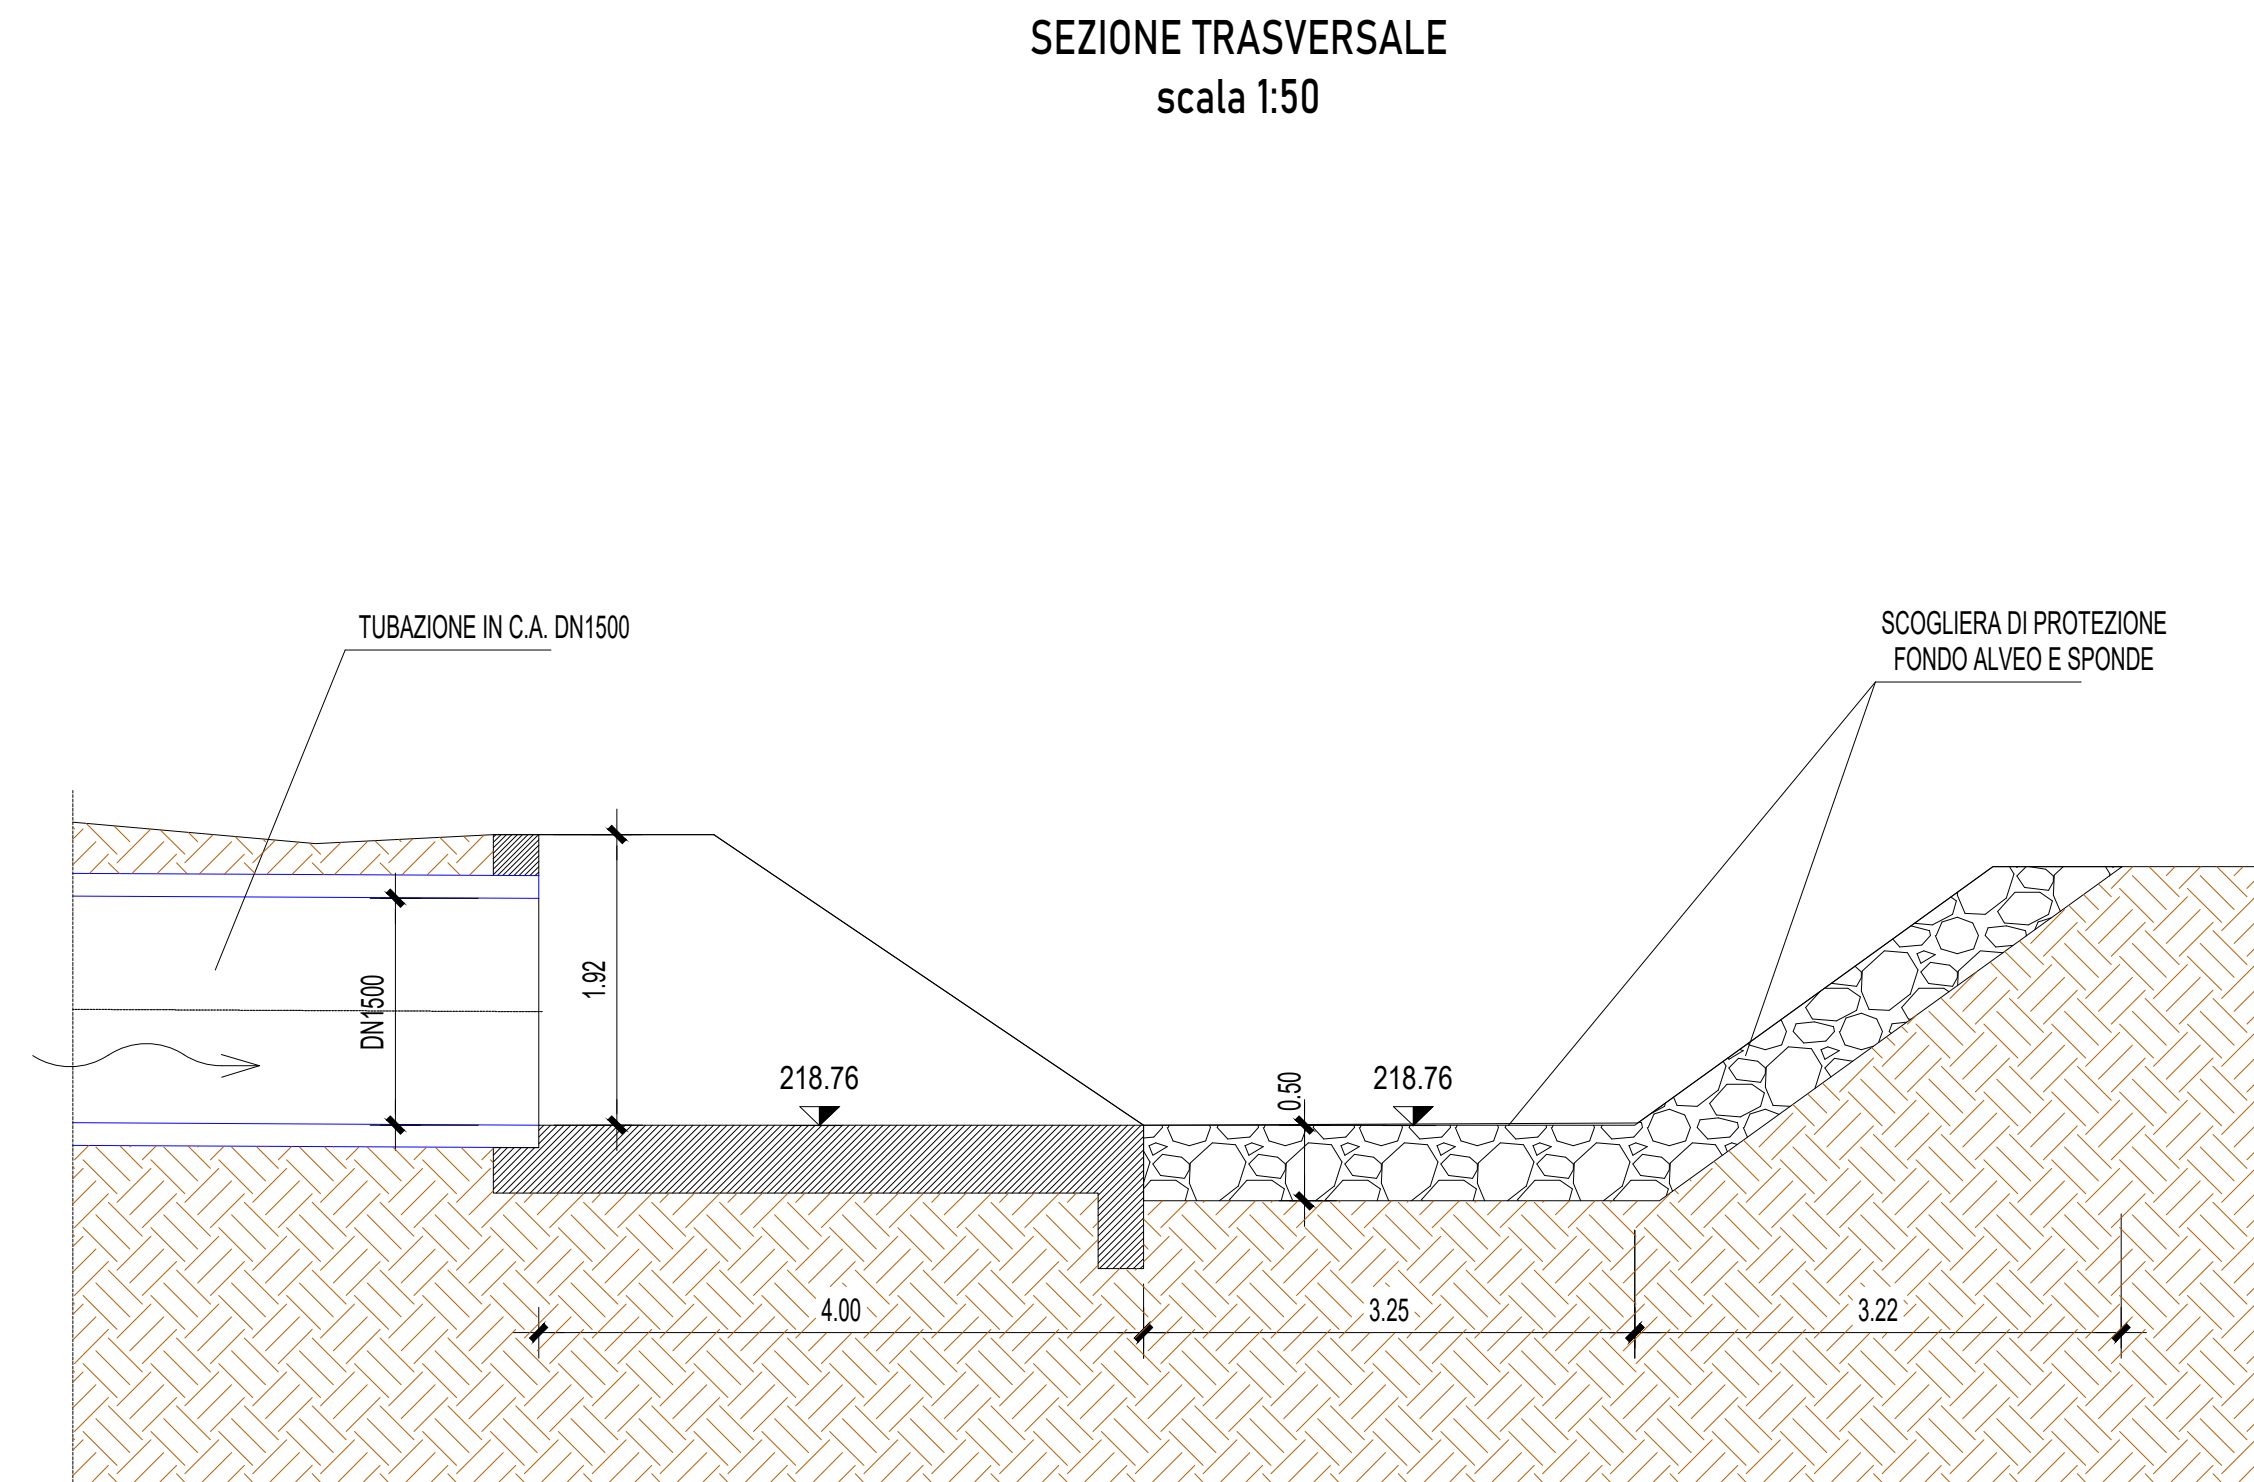 SEZIONE TRASVERSALE
scala 1:50
TUBAZIONE IN C.A. DN1500
SCOGLIERA DI PROTEZIONE
FONDO ALVEO E SPONDE
DN1500
1.92
218.76
0.50
218.76
4.00
3.25
3.22